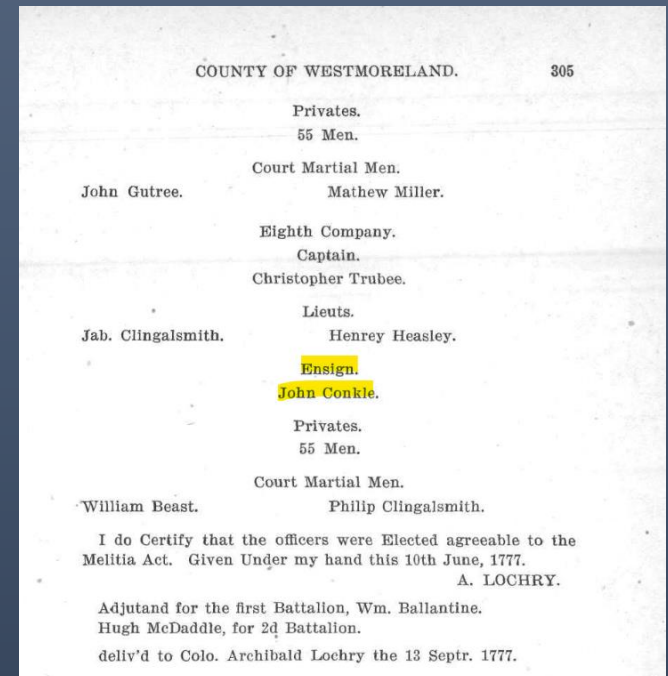 COUNTY OF WESTMORELAND. 305
Privates.
55 Men.
Court Martial Men.
John Gutree. Mathew Miller.
Eighth Company.
Captain.
Christopher Trubee.
Lieuts.
Jab. Clingalsmith. Henrey Heasley.
Ensign.
John Conkle.
Privates.
55 Men.
Court Martial Men.
William Beast. Philip Clingalsmith.
I do Certify that the officers were Elected agreeable to the
Melitia Act. Given Under my hand this 10th June, 1777.
A. LOCHRY.
Adjutand for the first Battalion, Wm. Ballantine.
Hugh McDaddle, for 2d Battalion.
deliv'd to Colo. Archibald Lochry the 13 Septr. 1777.